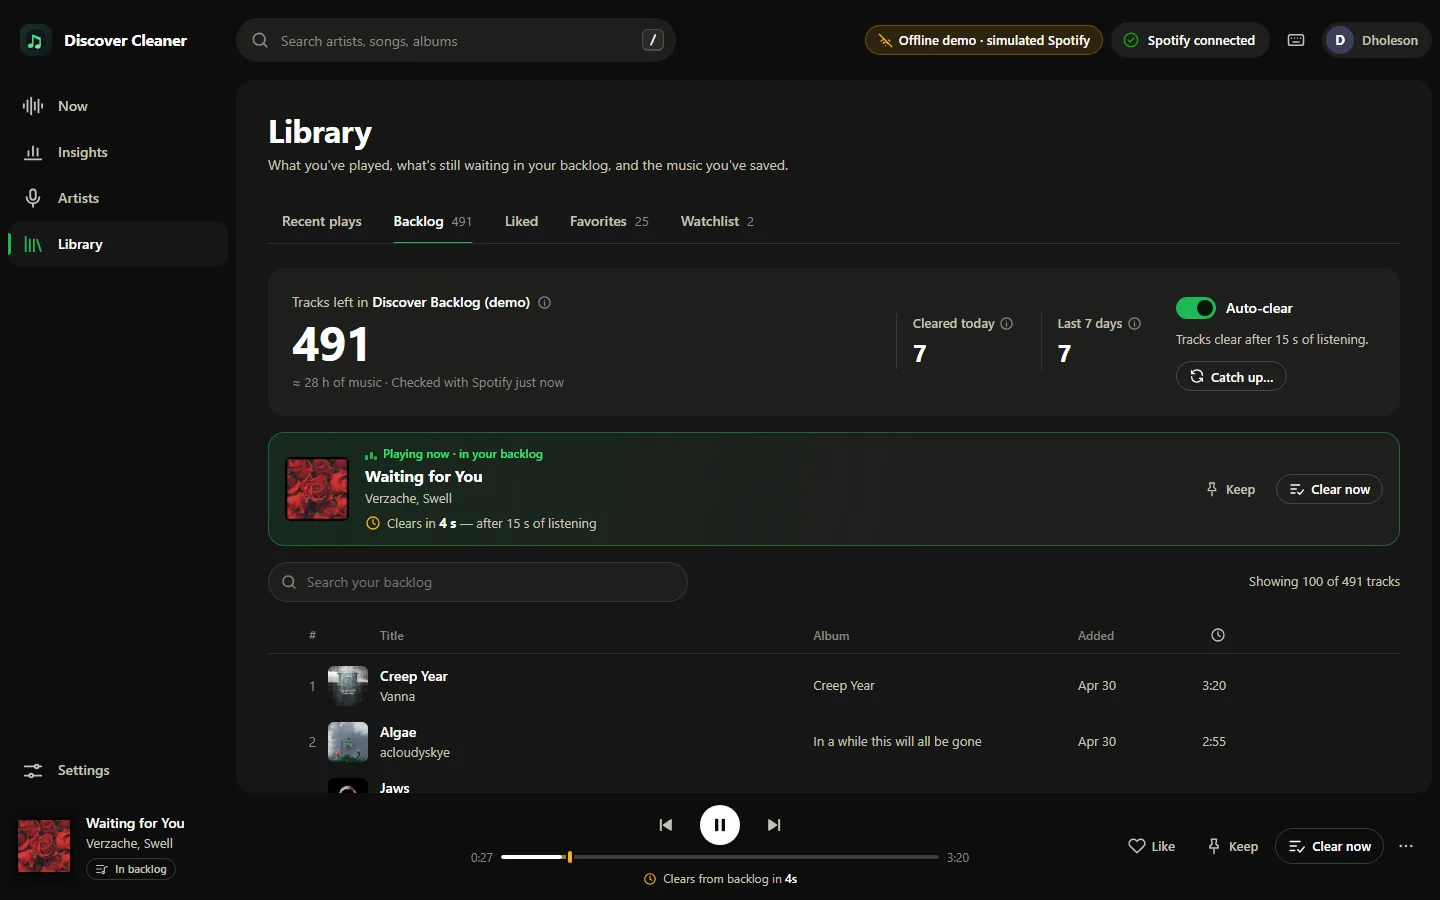 Discover Cleaner
Search artists, songs, albums
/
Offline demo · simulated Spotify
Spotify connected
D
Dholeson
Now
Insights
Artists
Library
Settings
Library
What you've played, what's still waiting in your backlog, and the music you've saved.
Recent plays
Backlog 491
Liked
Favorites 25
Watchlist 2
Tracks left in Discover Backlog (demo)
491
≈ 28 h of music · Checked with Spotify just now
Cleared today
7
Last 7 days
7
Auto-clear
Tracks clear after 15 s of listening.
Catch up...
Playing now · in your backlog
Waiting for You
Verzache, Swell
Clears in 4 s — after 15 s of listening
Keep
Clear now
Search your backlog
Showing 100 of 491 tracks
# Title Album Added
1 Creep Year Creep Year Apr 30 3:20
Vanna
2 Algae In a while this will all be gone Apr 30 2:55
acloudyskye
Jaws
Waiting for You
Verzache, Swell
In backlog
0:27
3:20
Clears from backlog in 4s
Like
Keep
Clear now